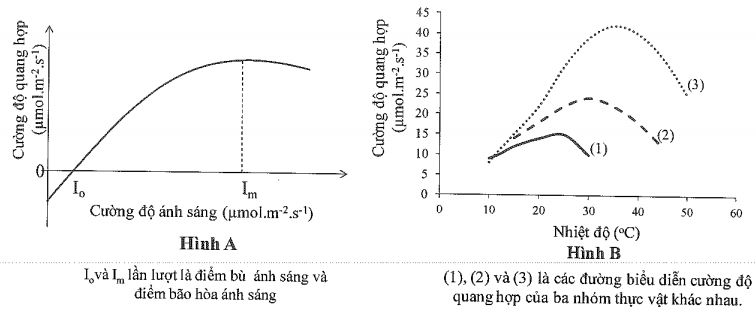 Cường độ quang hợp
(μmol.m-2.s-1)
0
Io
Im
Cường độ ánh sáng (μmol.m-2.s-1)
Hình A
Io và Im lần lượt là điểm bù ánh sáng và
điểm bão hòa ánh sáng
Cường độ quang hợp
(μmol.m-2.s-1)
45
40
35
30
25
20
15
10
5
0
(3)
(2)
(1)
0 10 20 30 40 50 60
Nhiệt độ (°C)
Hình B
(1), (2) và (3) là các đường biểu diễn cường độ
quang hợp của ba nhóm thực vật khác nhau.